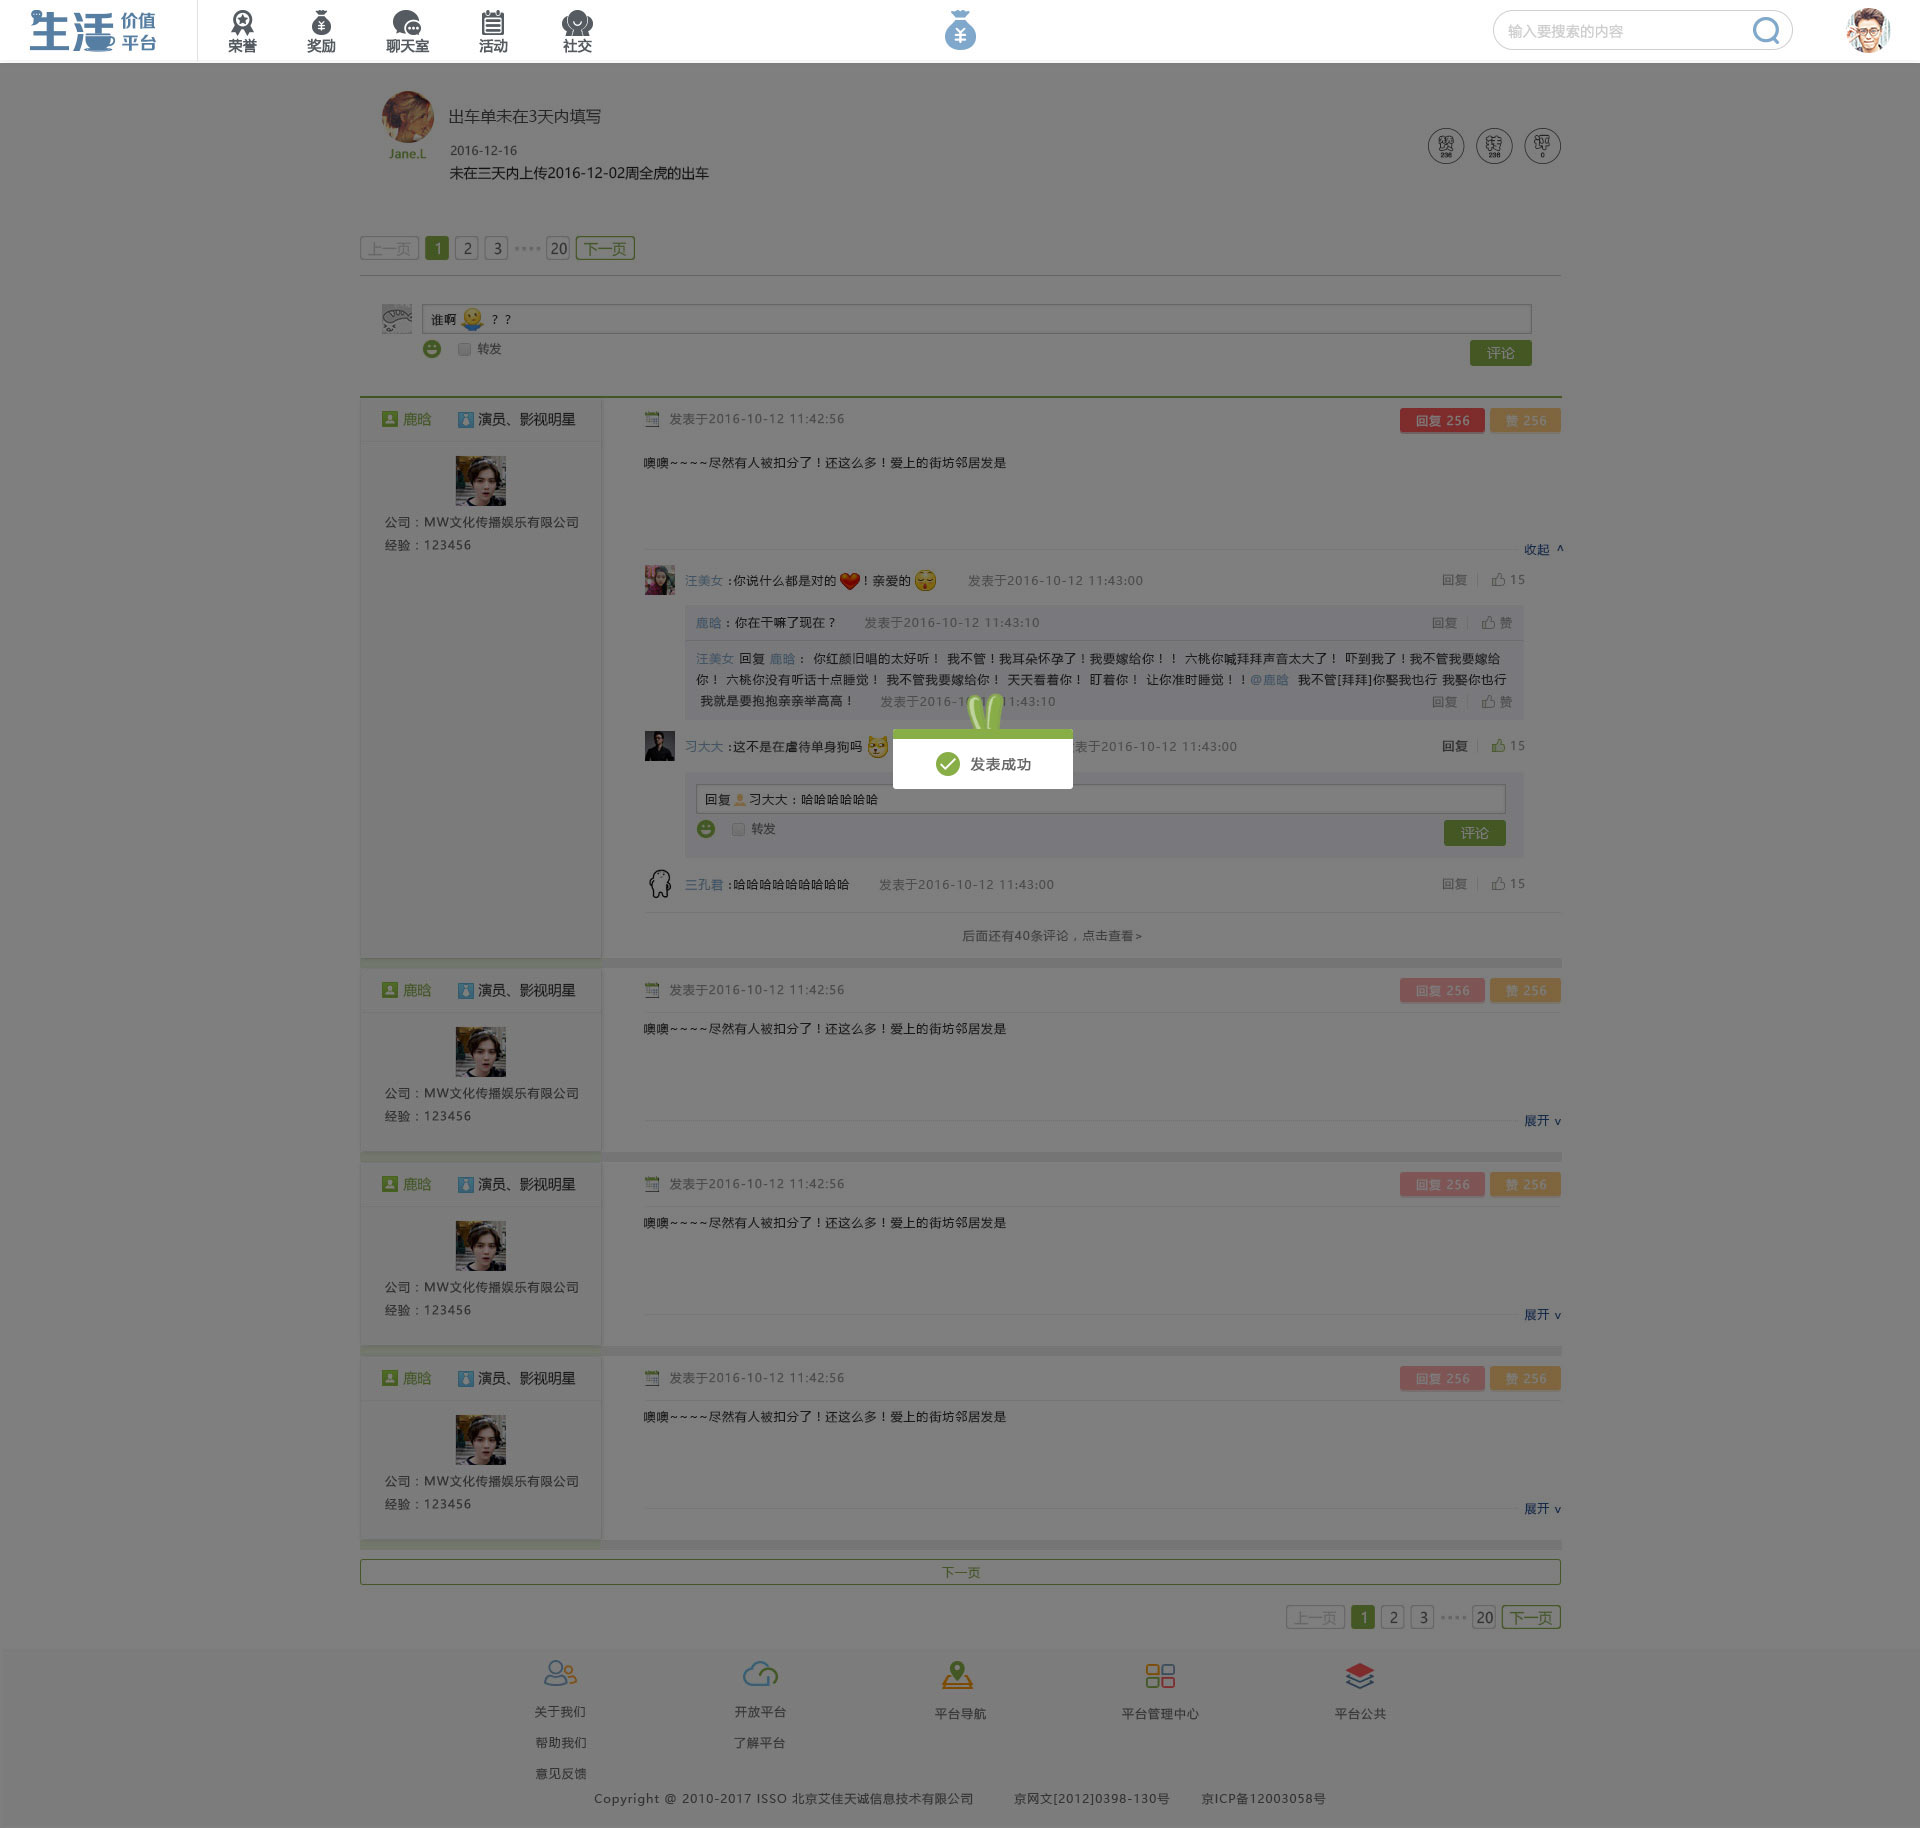 生活 价值平台
荣誉 奖励 聊天室 活动 社交
¥
输入要搜索的内容
出车单未在3天内填写
Jane.L
2016-12-16
未在三天内上传2016-12-02周全虎的出车
赞 236 转 236 评 0
上一页 1 2 3 20 下一页
谁啊 ？？
转发
评论
鹿晗 演员、影视明星
发表于2016-10-12 11:42:56
回复 256 赞 256
噢噢~~~~尽然有人被扣分了！还这么多！爱上的街坊邻居发是
公司：MW文化传播娱乐有限公司
经验：123456
收起 ^
汪美女 :你说什么都是对的 ！亲爱的 发表于2016-10-12 11:43:00 回复 15
鹿晗：你在干嘛了现在？ 发表于2016-10-12 11:43:10 回复 赞
汪美女 回复 鹿晗： 你红颜旧唱的太好听！ 我不管！我耳朵怀孕了！我要嫁给你！！ 六桃你喊拜拜声音太大了！ 吓到我了！我不管我要嫁给
你！ 六桃你没有听话十点睡觉！ 我不管我要嫁给你！ 天天看着你！ 盯着你！ 让你准时睡觉！！@鹿晗 我不管[拜拜]你娶我也行 我娶你也行
我就是要抱抱亲亲举高高！ 发表于2016-1 11:43:10 回复 赞
习大大 :这不是在虐待单身狗吗 表于2016-10-12 11:43:00 回复 15
发表成功
回复 习大大：哈哈哈哈哈哈
转发
评论
三孔君 :哈哈哈哈哈哈哈哈哈 发表于2016-10-12 11:43:00 回复 15
后面还有40条评论，点击查看>
鹿晗 演员、影视明星
发表于2016-10-12 11:42:56
回复 256 赞 256
噢噢~~~~尽然有人被扣分了！还这么多！爱上的街坊邻居发是
公司：MW文化传播娱乐有限公司
经验：123456
展开 v
鹿晗 演员、影视明星
发表于2016-10-12 11:42:56
回复 256 赞 256
噢噢~~~~尽然有人被扣分了！还这么多！爱上的街坊邻居发是
公司：MW文化传播娱乐有限公司
经验：123456
展开 v
鹿晗 演员、影视明星
发表于2016-10-12 11:42:56
回复 256 赞 256
噢噢~~~~尽然有人被扣分了！还这么多！爱上的街坊邻居发是
公司：MW文化传播娱乐有限公司
经验：123456
展开 v
下一页
上一页 1 2 3 20 下一页
关于我们 开放平台 平台导航 平台管理中心 平台公共
帮助我们 了解平台
意见反馈
Copyright @ 2010-2017 ISSO 北京艾佳天诚信息技术有限公司 京网文[2012]0398-130号 京ICP备12003058号